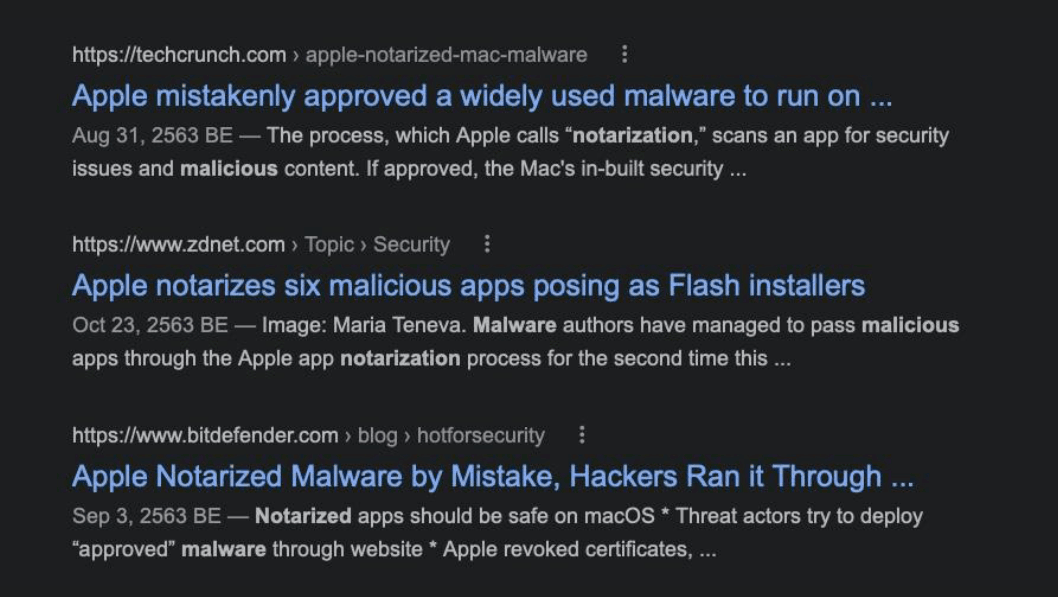 https://techcrunch.com › apple-notarized-mac-malware
Apple mistakenly approved a widely used malware to run on ...
Aug 31, 2563 BE — The process, which Apple calls “notarization,” scans an app for security
issues and malicious content. If approved, the Mac's in-built security ...
https://www.zdnet.com › Topic › Security
Apple notarizes six malicious apps posing as Flash installers
Oct 23, 2563 BE — Image: Maria Teneva. Malware authors have managed to pass malicious
apps through the Apple app notarization process for the second time this ...
https://www.bitdefender.com › blog › hotforsecurity
Apple Notarized Malware by Mistake, Hackers Ran it Through ...
Sep 3, 2563 BE — Notarized apps should be safe on macOS * Threat actors try to deploy
“approved” malware through website * Apple revoked certificates, ...